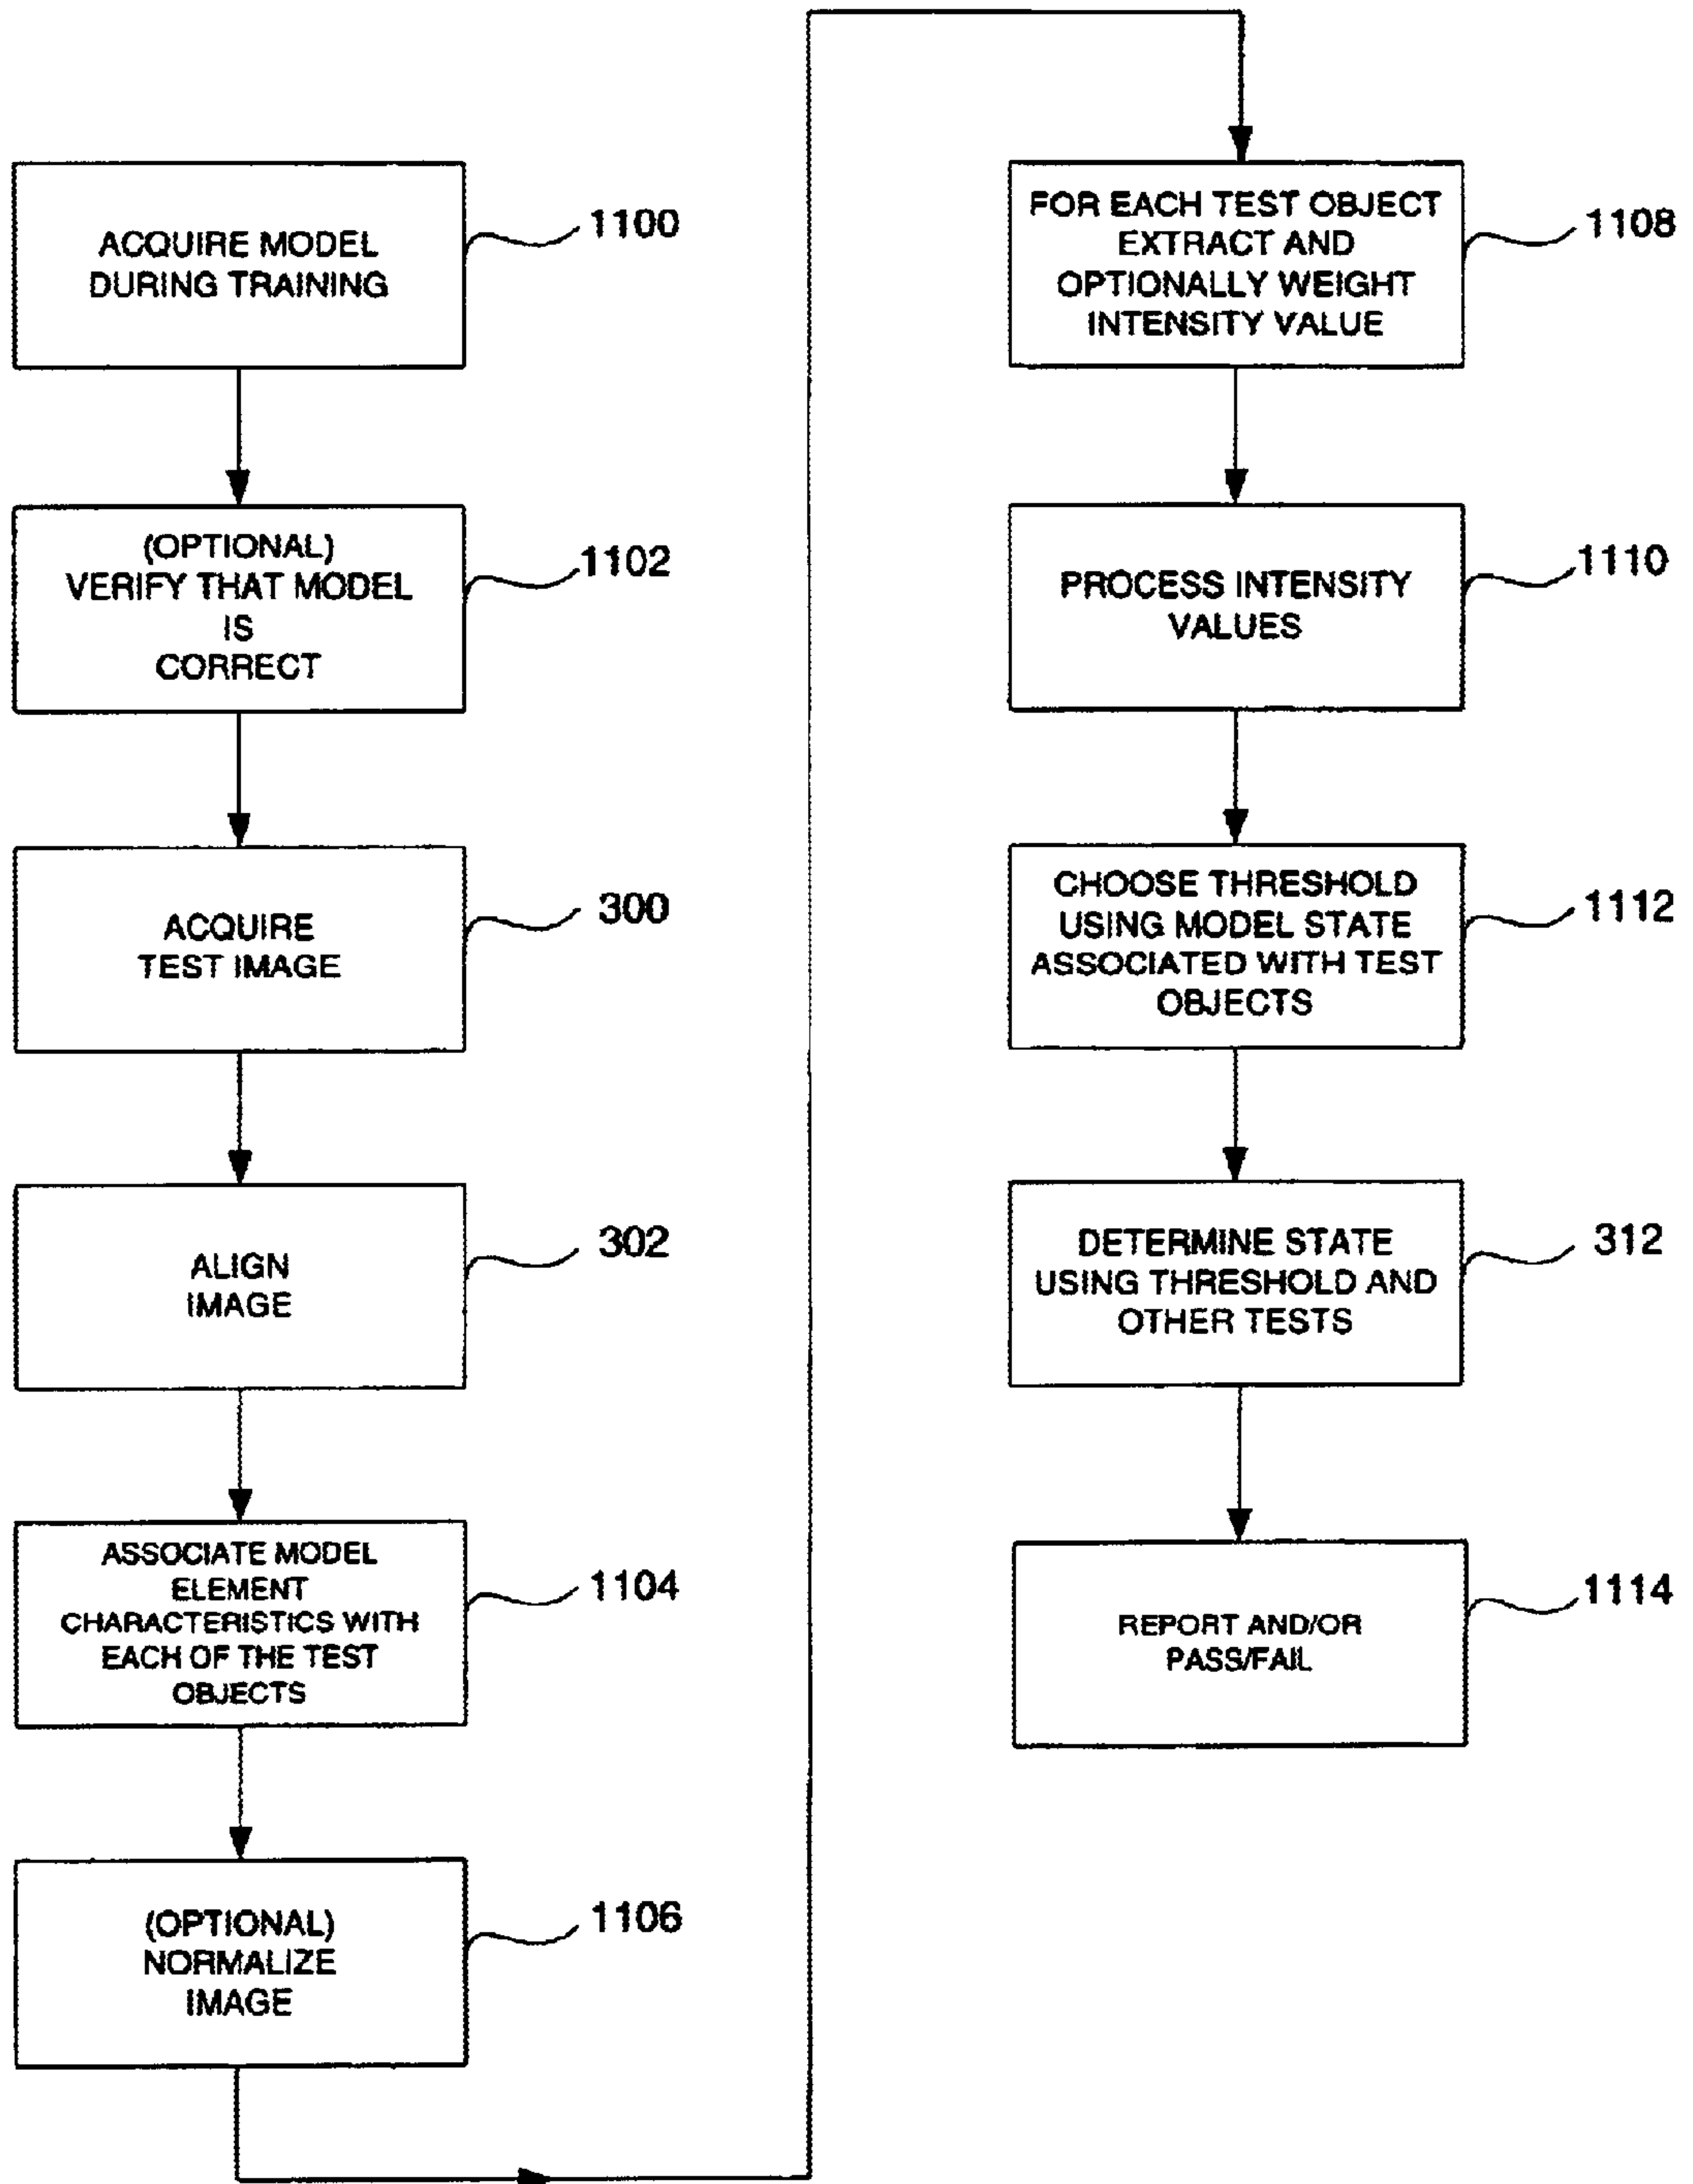 ACQUIRE MODEL
DURING TRAINING
1100
(OPTIONAL)
VERIFY THAT MODEL
IS
CORRECT
1102
ACQUIRE
TEST IMAGE
300
ALIGN
IMAGE
302
ASSOCIATE MODEL
ELEMENT
CHARACTERISTICS WITH
EACH OF THE TEST
OBJECTS
1104
(OPTIONAL)
NORMALIZE
IMAGE
1106
FOR EACH TEST OBJECT
EXTRACT AND
OPTIONALLY WEIGHT
INTENSITY VALUE
1108
PROCESS INTENSITY
VALUES
1110
CHOOSE THRESHOLD
USING MODEL STATE
ASSOCIATED WITH TEST
OBJECTS
1112
DETERMINE STATE
USING THRESHOLD AND
OTHER TESTS
312
REPORT AND/OR
PASS/FAIL
1114